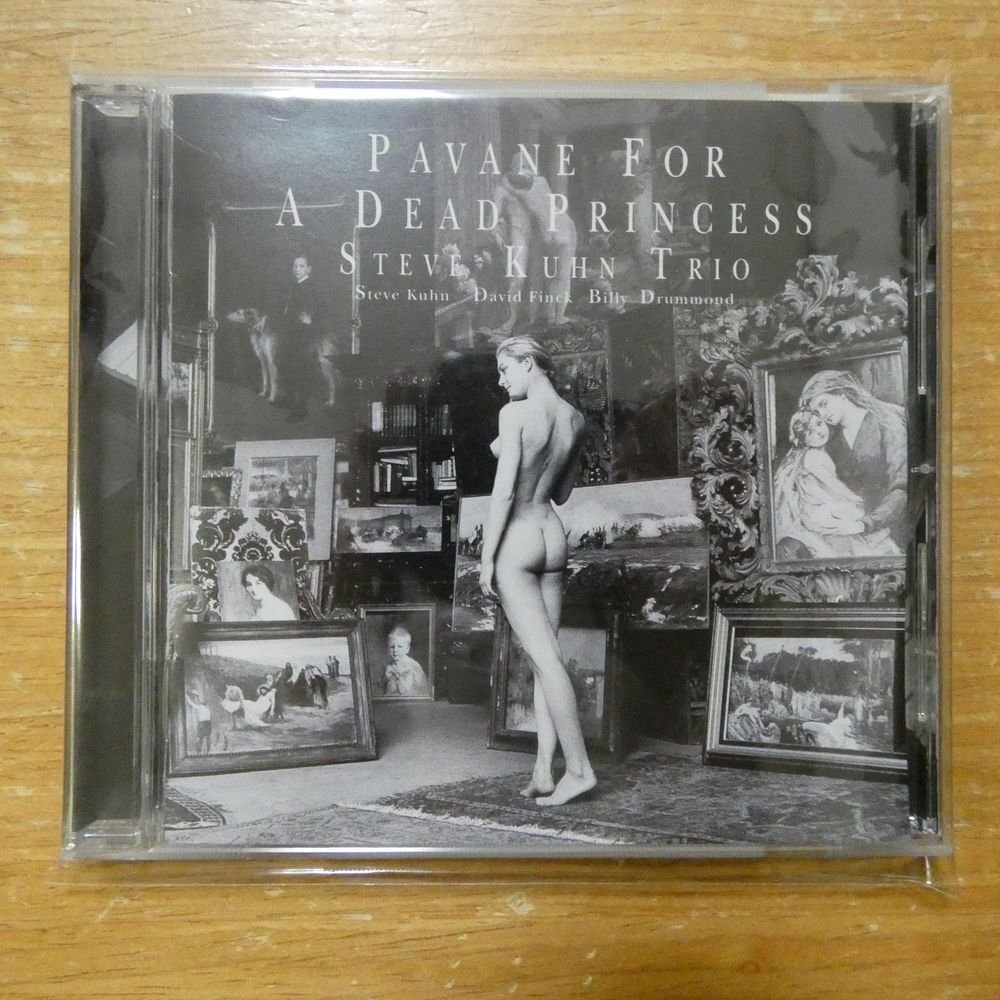 PAVANE FOR
A DEAD PRINCESS
STEVE KUHN TRIO
Steve Kuhn David Finck Billy Drummond